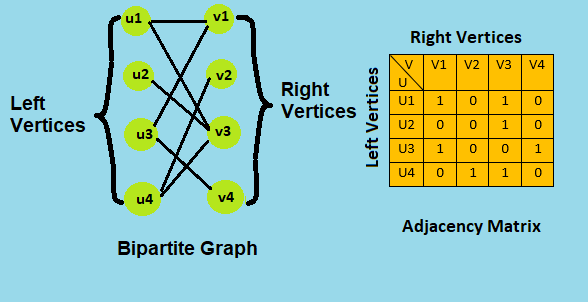 u1
v1
u2
v2
u3
v3
u4
v4
Left
Vertices
Right
Vertices
Bipartite Graph
Right Vertices
Left Vertices
V V1 V2 V3 V4
U
U1 1 0 1 0
U2 0 0 1 0
U3 1 0 0 1
U4 0 1 1 0
Adjacency Matrix